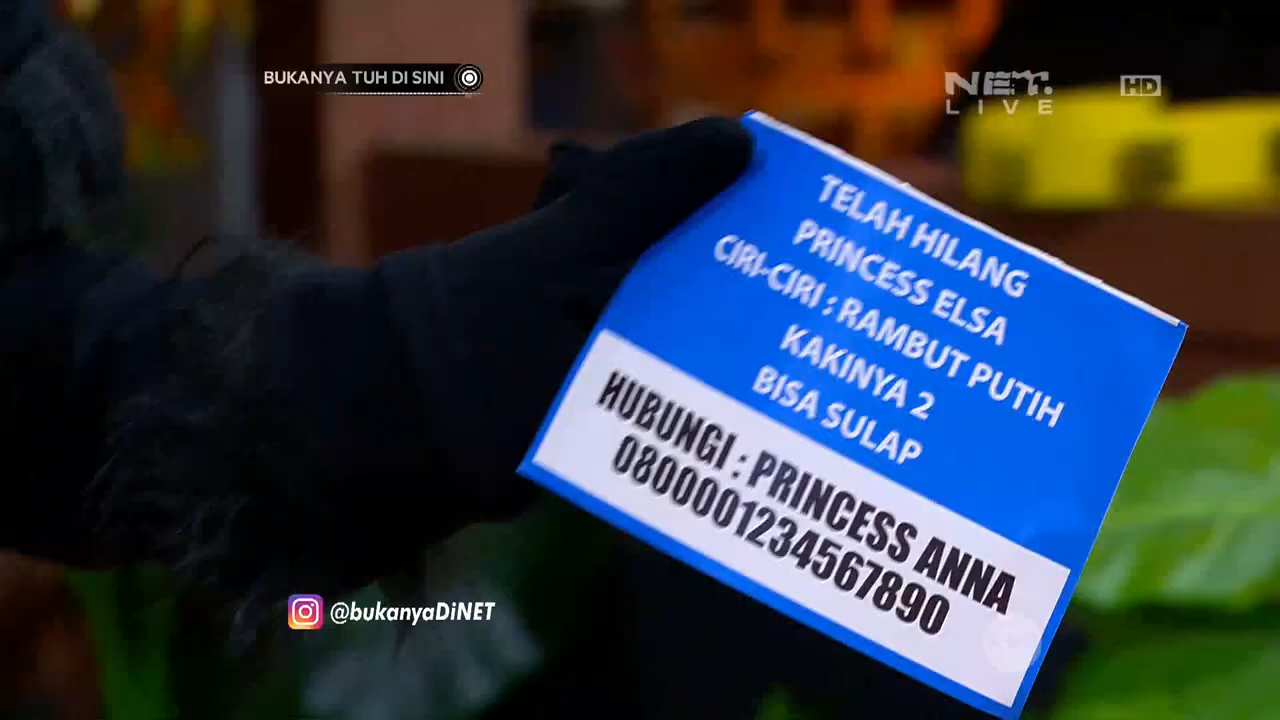 BUKANYA TUH DI SINI
NET.
LIVE
HD
TELAH HILANG
PRINCESS ELSA
CIRI-CIRI : RAMBUT PUTIH
KAKINYA 2
BISA SULAP
HUBUNGI : PRINCESS ANNA
0800001234567890
@bukanyaDiNET